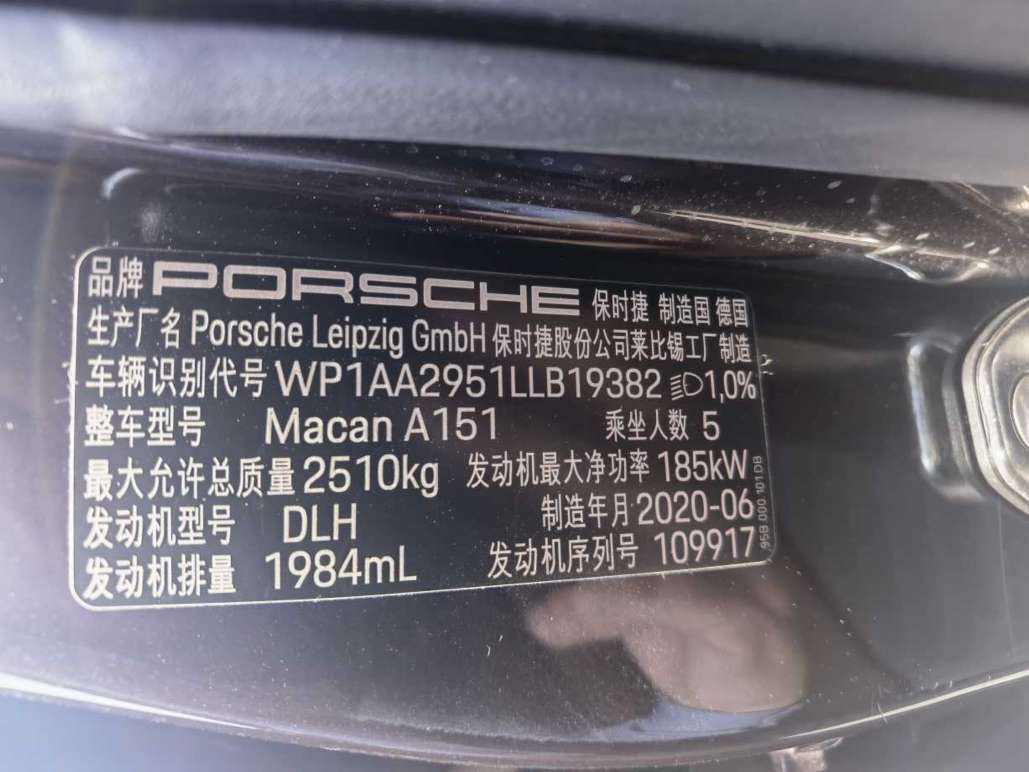 品牌 PORSCHE 保时捷 制造国 德国
生产厂名 Porsche Leipzig GmbH 保时捷股份公司莱比锡工厂制造
车辆识别代号 WP1AA2951LLB19382 1,0%
整车型号 Macan A151 乘坐人数 5
最大允许总质量 2510kg 发动机最大净功率 185kW
发动机型号 DLH 制造年月 2020-06
发动机排量 1984mL 发动机序列号 109917
95B 000.101.DB